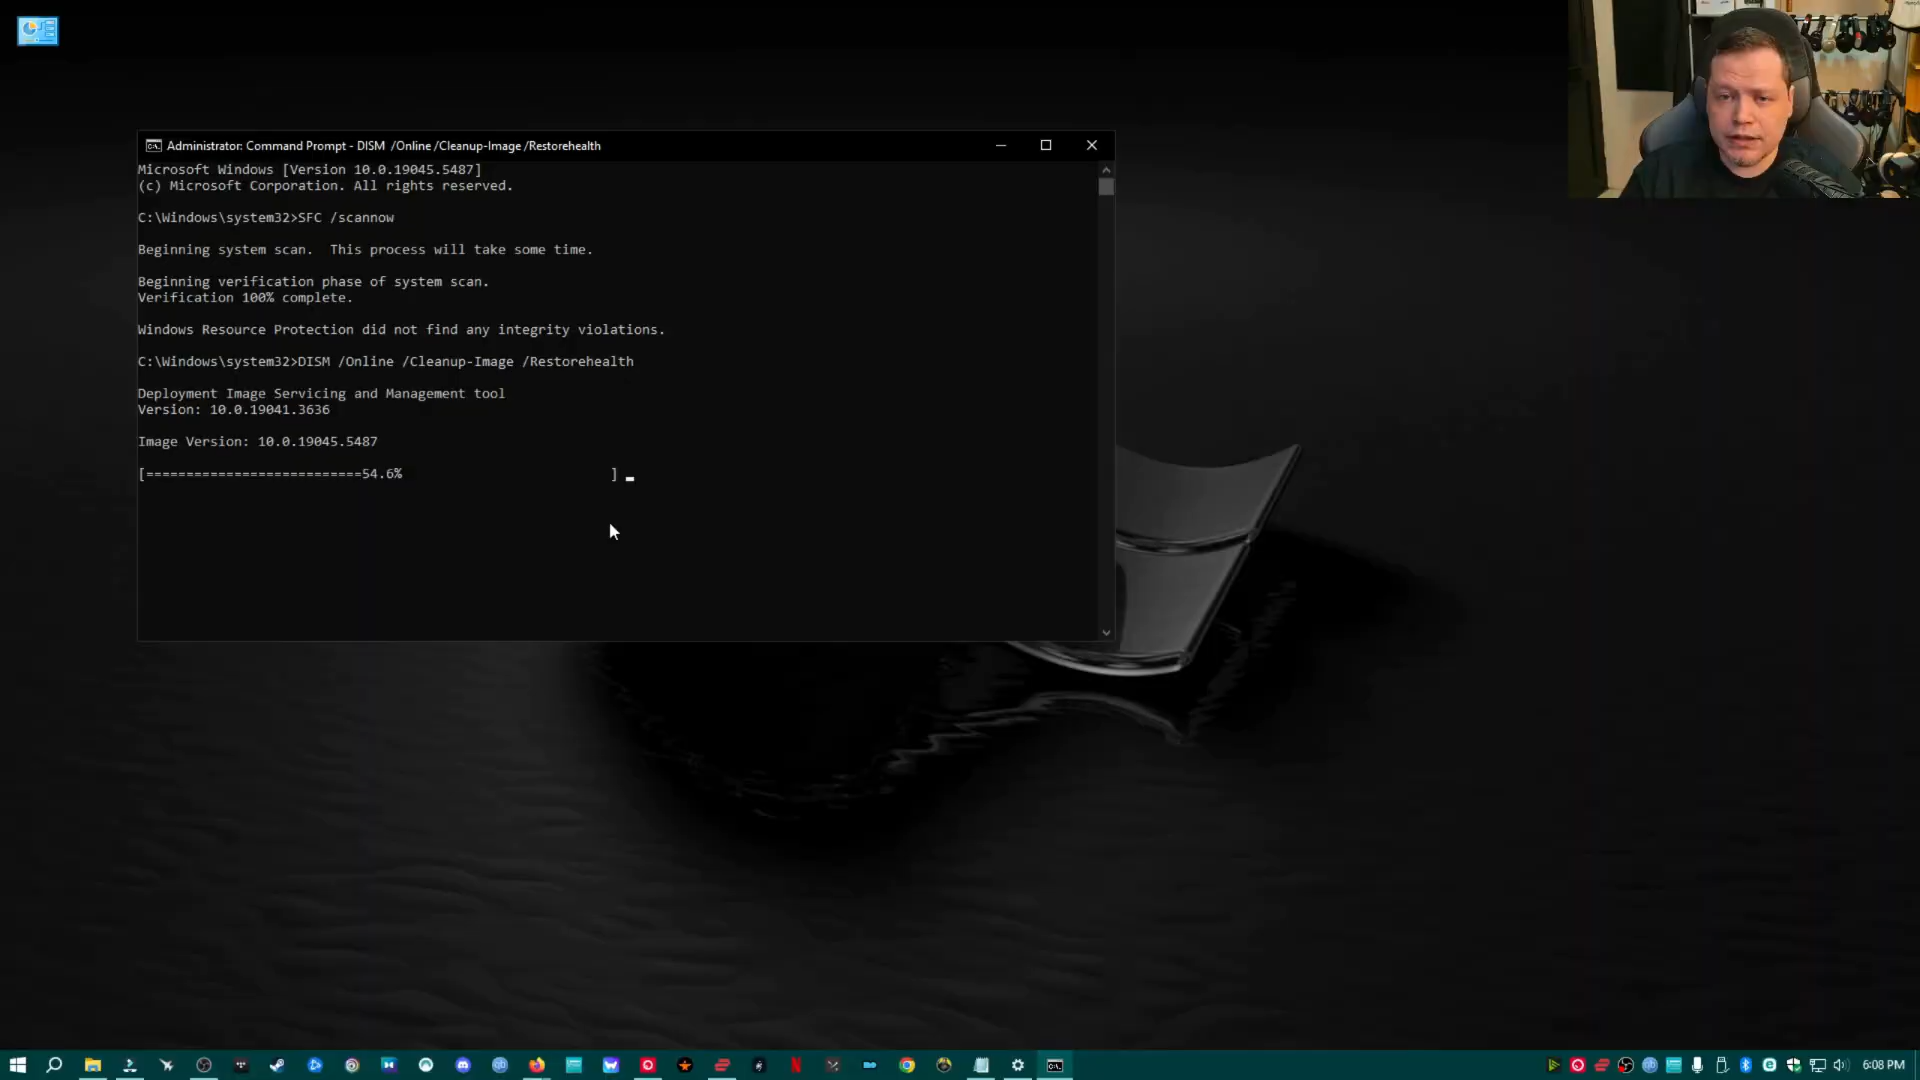 Administrator: Command Prompt - DISM  /Online /Cleanup-Image /Restorehealth
Microsoft Windows [Version 10.0.19045.5487]
(c) Microsoft Corporation. All rights reserved.
C:\Windows\system32>SFC /scannow
Beginning system scan.  This process will take some time.
Beginning verification phase of system scan.
Verification 100% complete.
Windows Resource Protection did not find any integrity violations.
C:\Windows\system32>DISM /Online /Cleanup-Image /Restorehealth
Deployment Image Servicing and Management tool
Version: 10.0.19041.3636
Image Version: 10.0.19045.5487
[===========================54.6%                          ]
6:08 PM